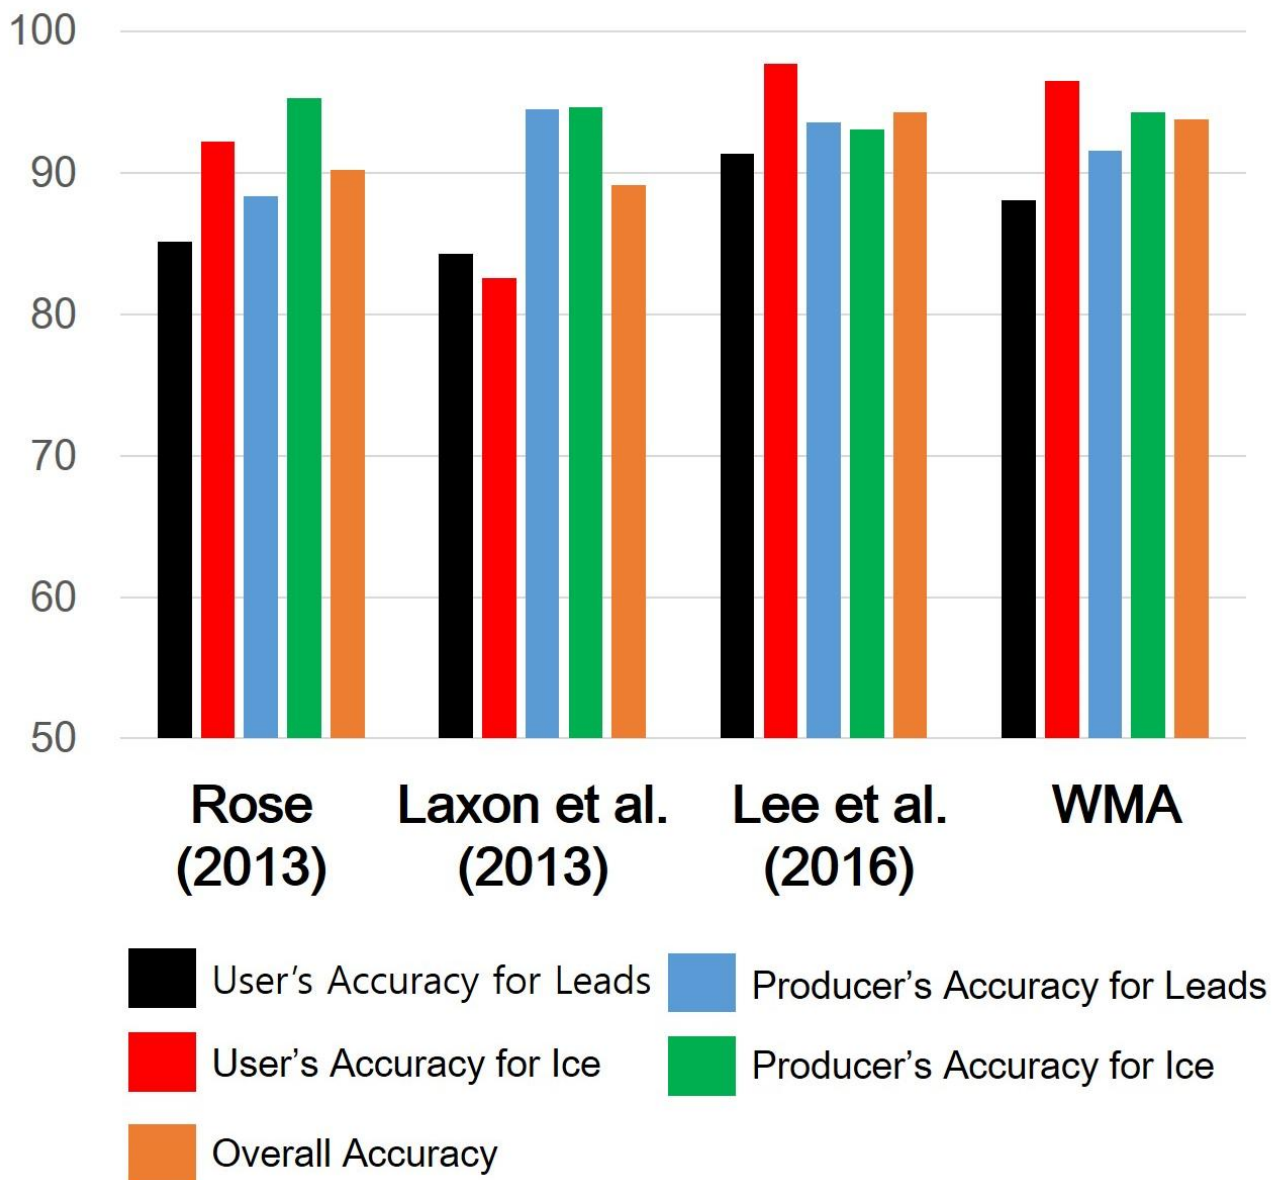 100
90
80
70
60
50
Rose
(2013)
Laxon et al.
(2013)
Lee et al.
(2016)
WMA
User's Accuracy for Leads
Producer's Accuracy for Leads
User's Accuracy for Ice
Producer's Accuracy for Ice
Overall Accuracy